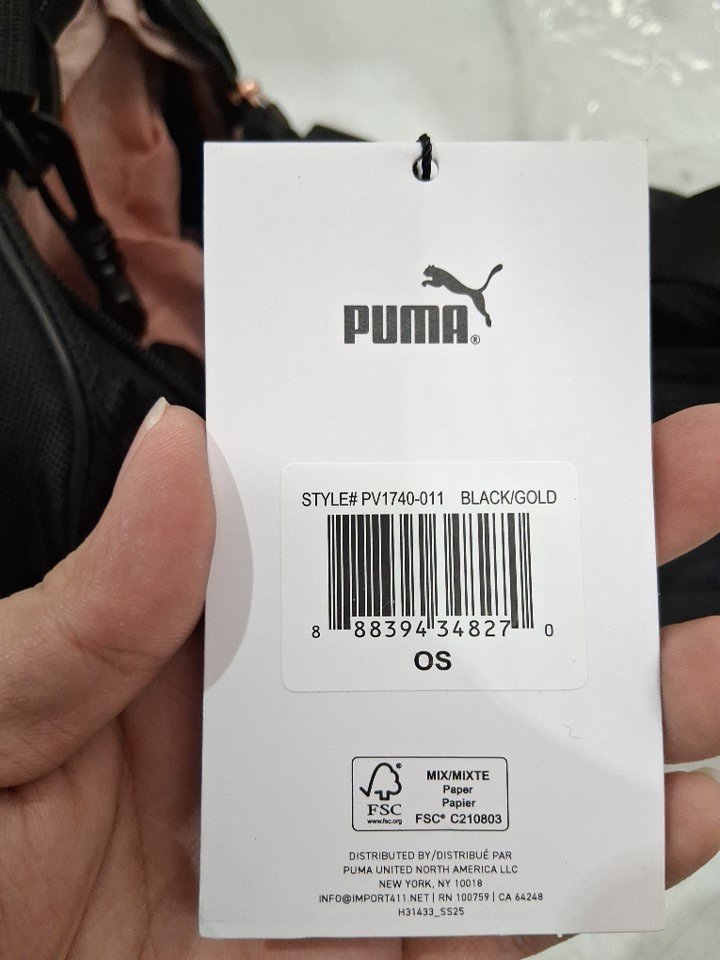 PUMA®
STYLE# PV1740-011 BLACK/GOLD
8 88394 34827 0
OS
MIX/MIXTE
Paper
Papier
FSC® C210803
FSC
www.fsc.org
DISTRIBUTED BY/DISTRIBUÉ PAR
PUMA UNITED NORTH AMERICA LLC
NEW YORK, NY 10018
INFO@IMPORT411.NET | RN 100759 | CA 64248
H31433_SS25